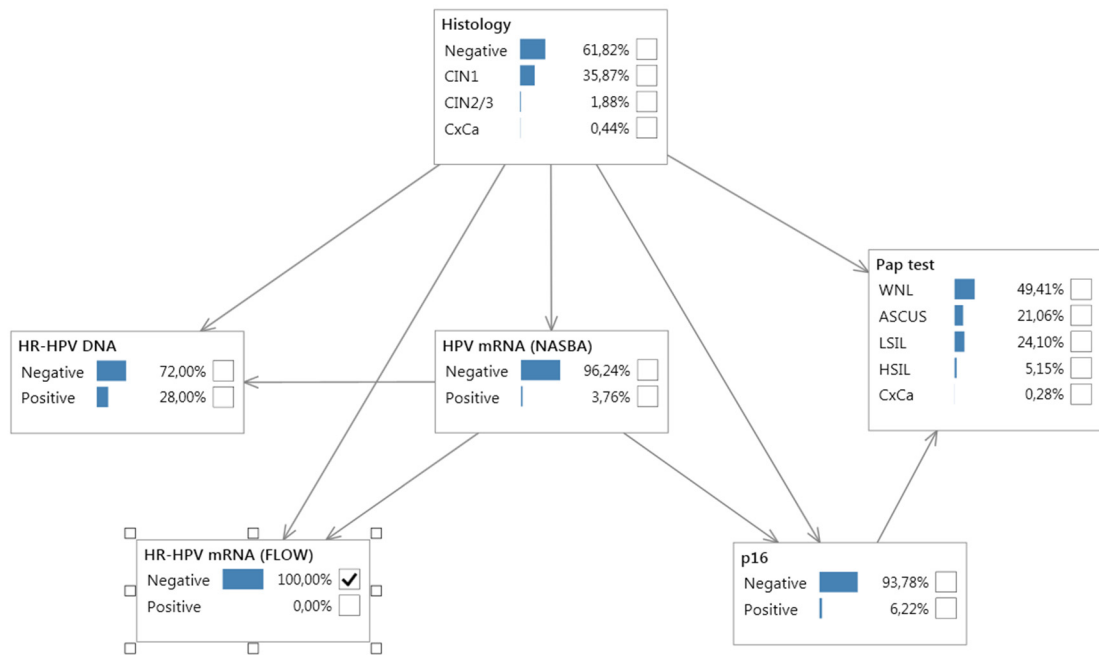 Histology
Negative 61,82%
CIN1 35,87%
CIN2/3 1,88%
CxCa 0,44%
Pap test
WNL 49,41%
ASCUS 21,06%
LSIL 24,10%
HSIL 5,15%
CxCa 0,28%
HR-HPV DNA
Negative 72,00%
Positive 28,00%
HPV mRNA (NASBA)
Negative 96,24%
Positive 3,76%
HR-HPV mRNA (FLOW)
Negative 100,00%
Positive 0,00%
p16
Negative 93,78%
Positive 6,22%